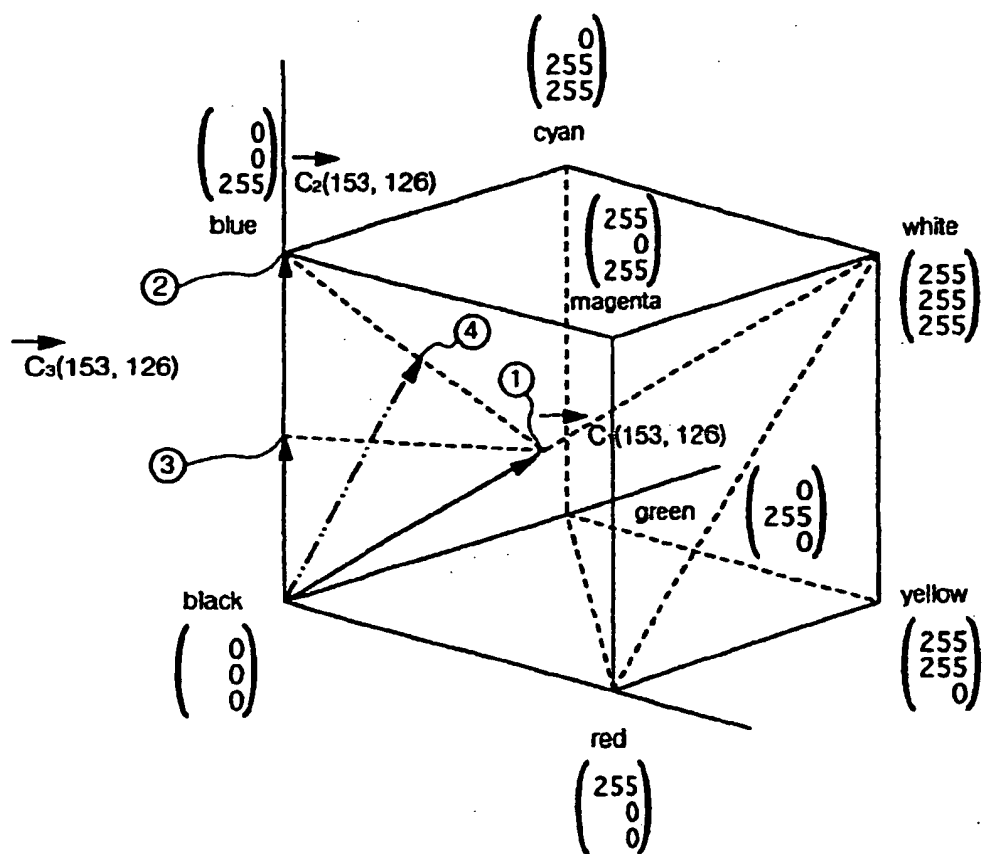 0
255
255
cyan
0
0
255
C₂(153, 126)
blue
255
0
255
magenta
white
255
255
255
②
④
C₃(153, 126)
①
C (153, 126)
③
green
0
255
0
black
0
0
0
yellow
255
255
0
red
255
0
0